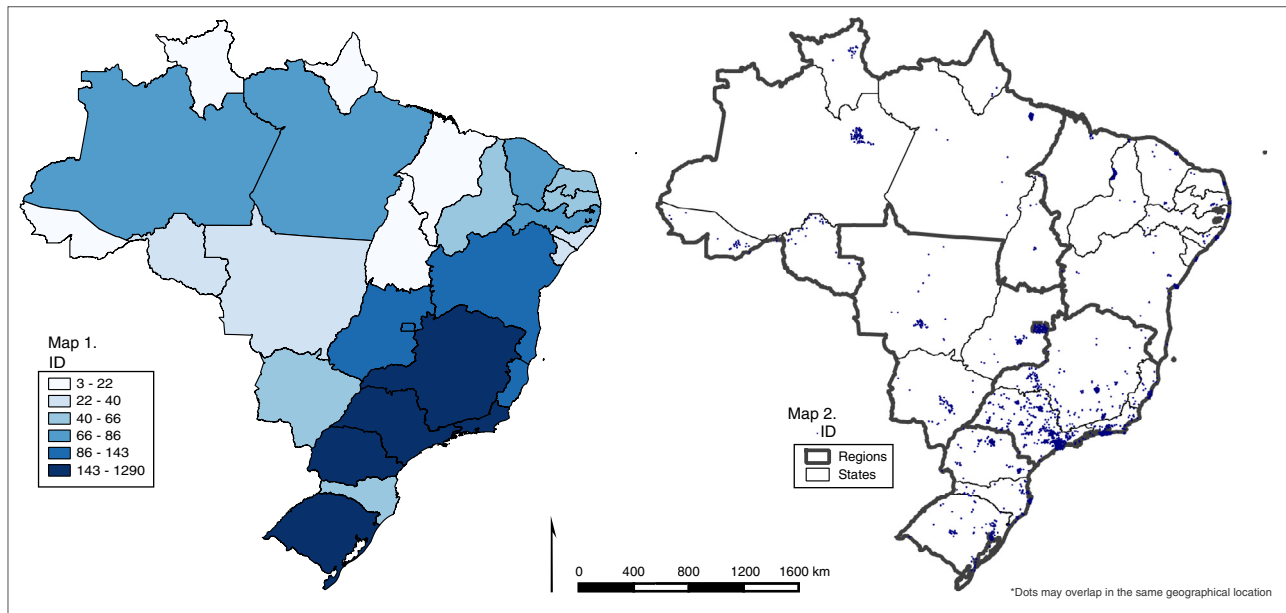 Map 1.
ID
3 - 22
22 - 40
40 - 66
66 - 86
86 - 143
143 - 1290
Map 2.
ID
Regions
States
0 400 800 1200 1600 km
*Dots may overlap in the same geographical location